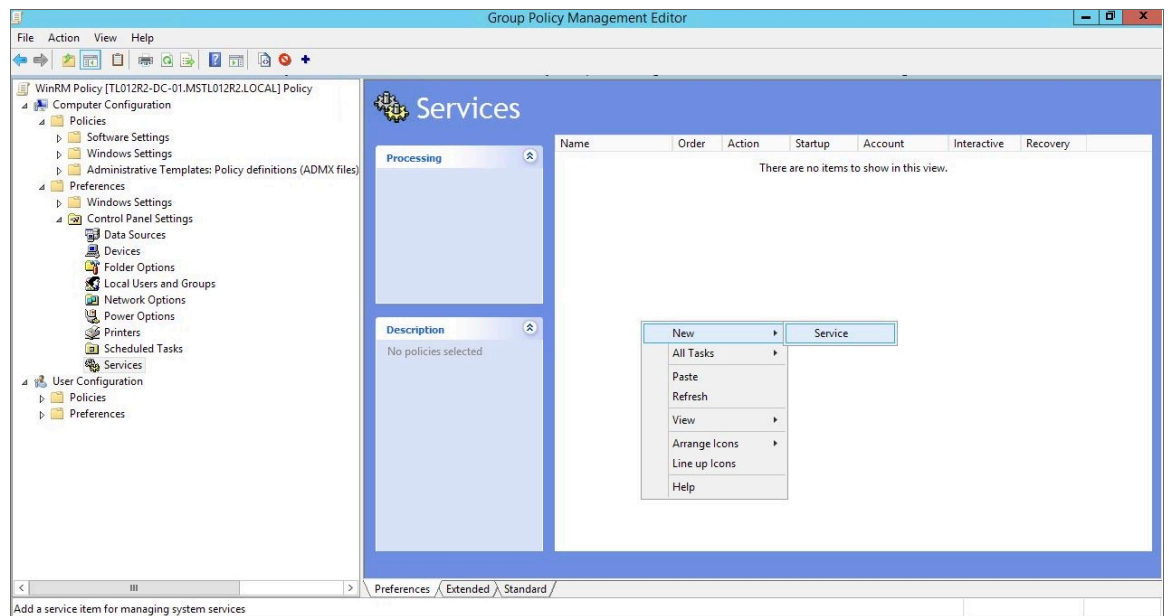 Group Policy Management Editor
File Action View Help
WinRM Policy [TL012R2-DC-01.MSTL012R2.LOCAL] Policy
Computer Configuration
Policies
Software Settings
Windows Settings
Administrative Templates: Policy definitions (ADMX files)
Preferences
Windows Settings
Control Panel Settings
Data Sources
Devices
Folder Options
Local Users and Groups
Network Options
Power Options
Printers
Scheduled Tasks
Services
User Configuration
Policies
Preferences
Services
Processing
Description
No policies selected
Name Order Action Startup Account Interactive Recovery
There are no items to show in this view.
New
Service
All Tasks
Paste
Refresh
View
Arrange Icons
Line up Icons
Help
Preferences Extended Standard
Add a service item for managing system services